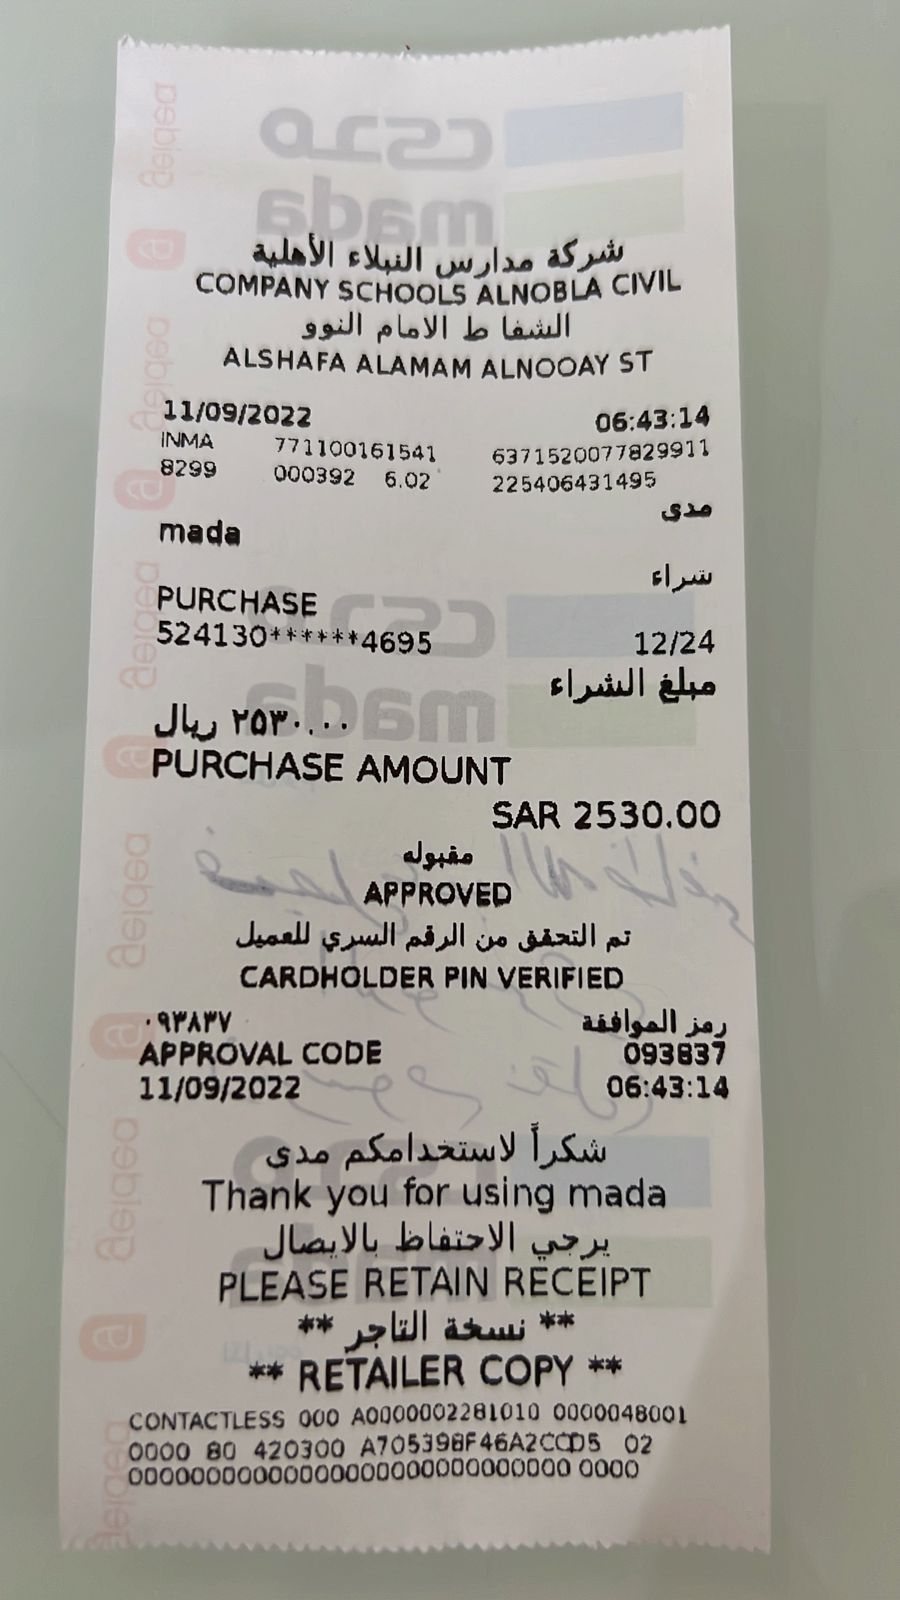 مدى
mada
شركة مدارس النبلاء الأهلية
COMPANY SCHOOLS ALNOBLA CIVIL
الشفا ط الامام النوو
ALSHAFA ALAMAM ALNOOAY ST
11/09/2022 06:43:14
INMA 771100161541 6371520077829911
8299 000392 6.02 225406431495
مدى
mada
شراء
PURCHASE
524130******4695 12/24
مبلغ الشراء
٢٥٣٠.٠٠ ريال
PURCHASE AMOUNT
SAR 2530.00
مقبوله
APPROVED
تم التحقق من الرقم السري للعميل
CARDHOLDER PIN VERIFIED
رمز الموافقة ٠٩٣٨٣٧
APPROVAL CODE 093837
11/09/2022 06:43:14
شكراً لاستخدامكم مدى
Thank you for using mada
يرجي الاحتفاظ بالايصال
PLEASE RETAIN RECEIPT
** نسخة التاجر **
** RETAILER COPY **
CONTACTLESS 000 A0000002281010 0000048001
0000 80 420300 A705398F46A2CCD5 02
0000000000000000000000000000 0000
geidea